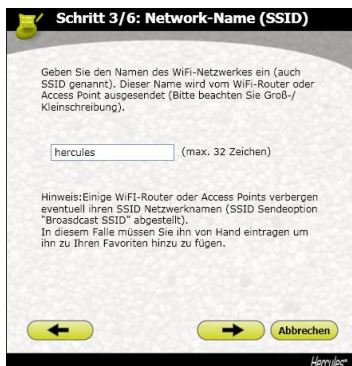 Schritt 3/6: Network-Name (SSID)
Geben Sie den Namen des WiFi-Netzwerkes ein (auch
SSID genannt). Dieser Name wird vom WiFi-Router oder
Access Point ausgesendet (Bitte beachten Sie Groß-/
Kleinschreibung).
hercules (max. 32 Zeichen)
Hinweis:Einige WiFI-Router oder Access Points verbergen
eventuell ihren SSID Netzwerknamen (SSID Sendeoption
"Broasdcast SSID" abgestellt).
In diesem Falle müssen Sie ihn von Hand eintragen um
ihn zu Ihren Favoriten hinzu zu fügen.
Abbrechen
Hercules